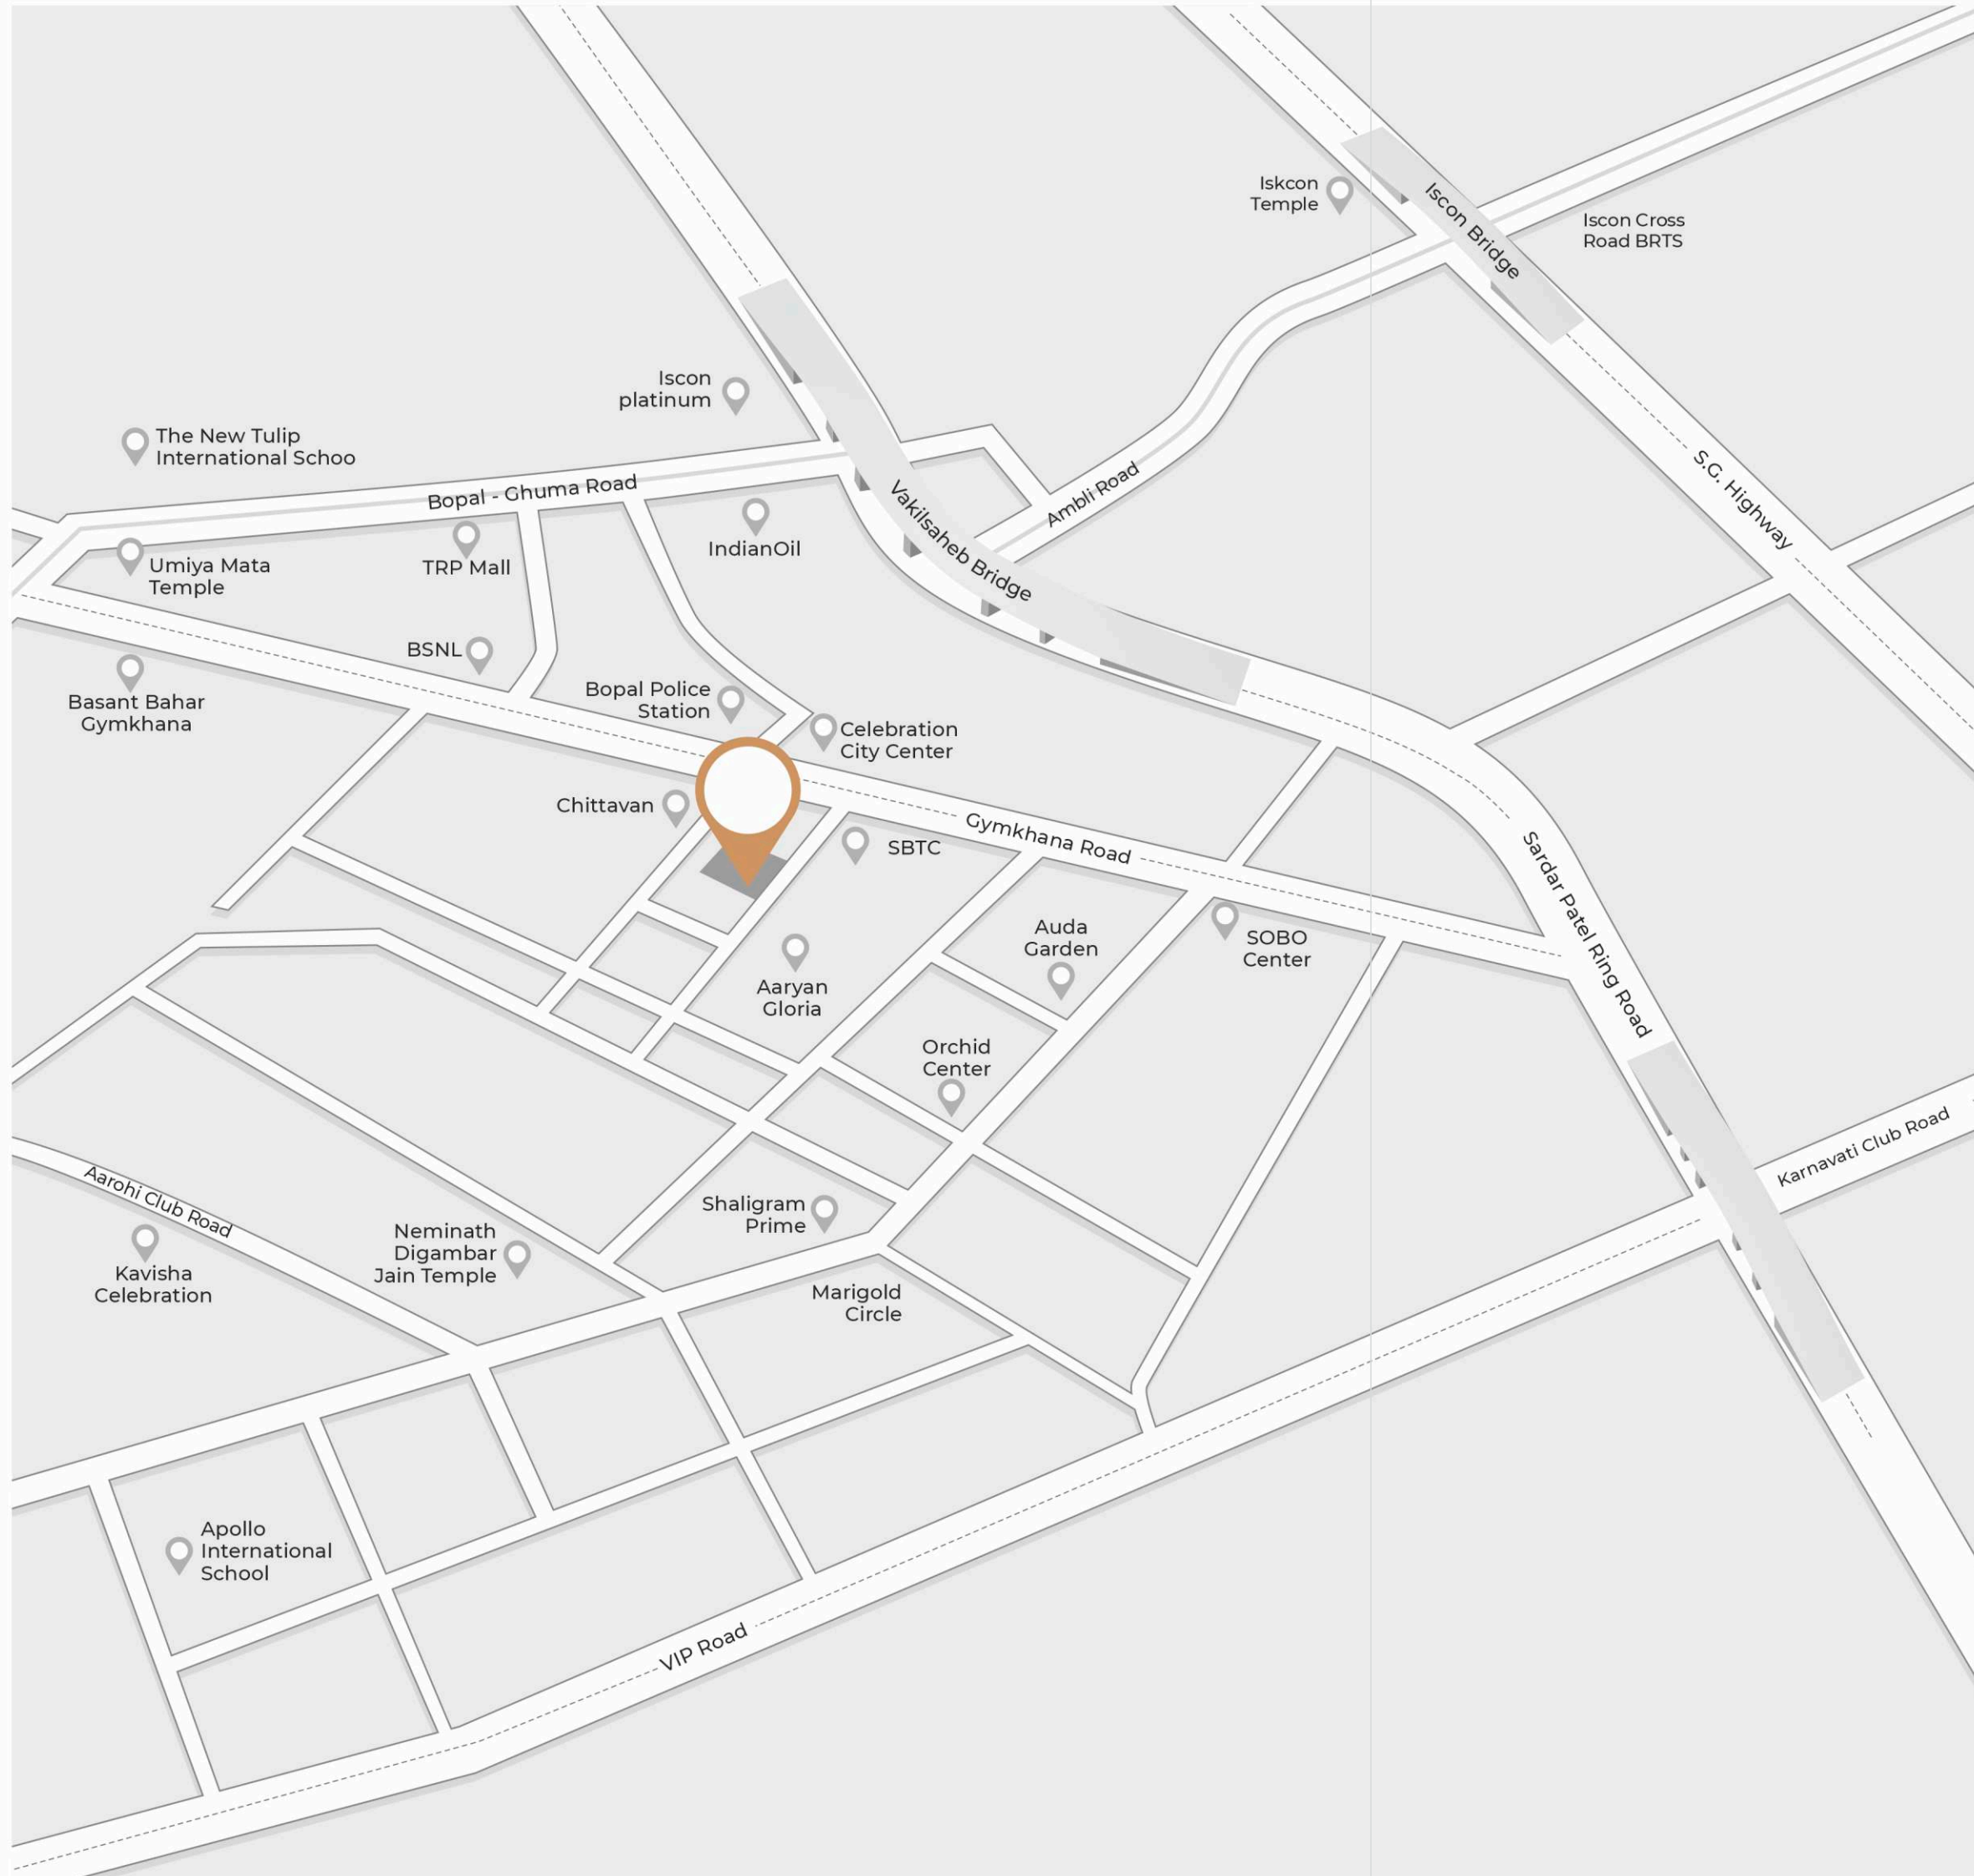 Iskcon
Temple
Iscon Bridge
Iscon Cross
Road BRTS
Iscon
platinum
The New Tulip
International Schoo
Bopal - Ghuma Road
Ambli Road
S.G. Highway
Vakilsaheb Bridge
IndianOil
TRP Mall
Umiya Mata
Temple
BSNL
Basant Bahar
Gymkhana
Bopal Police
Station
Celebration
City Center
Chittavan
Gymkhana Road
SBTC
Sardar Patel Ring Road
Auda
Garden
SOBO
Center
Aaryan
Gloria
Orchid
Center
Karnavati Club Road
Aarohi Club Road
Shaligram
Prime
Neminath
Digambar
Jain Temple
Kavisha
Celebration
Marigold
Circle
Apollo
International
School
VIP Road